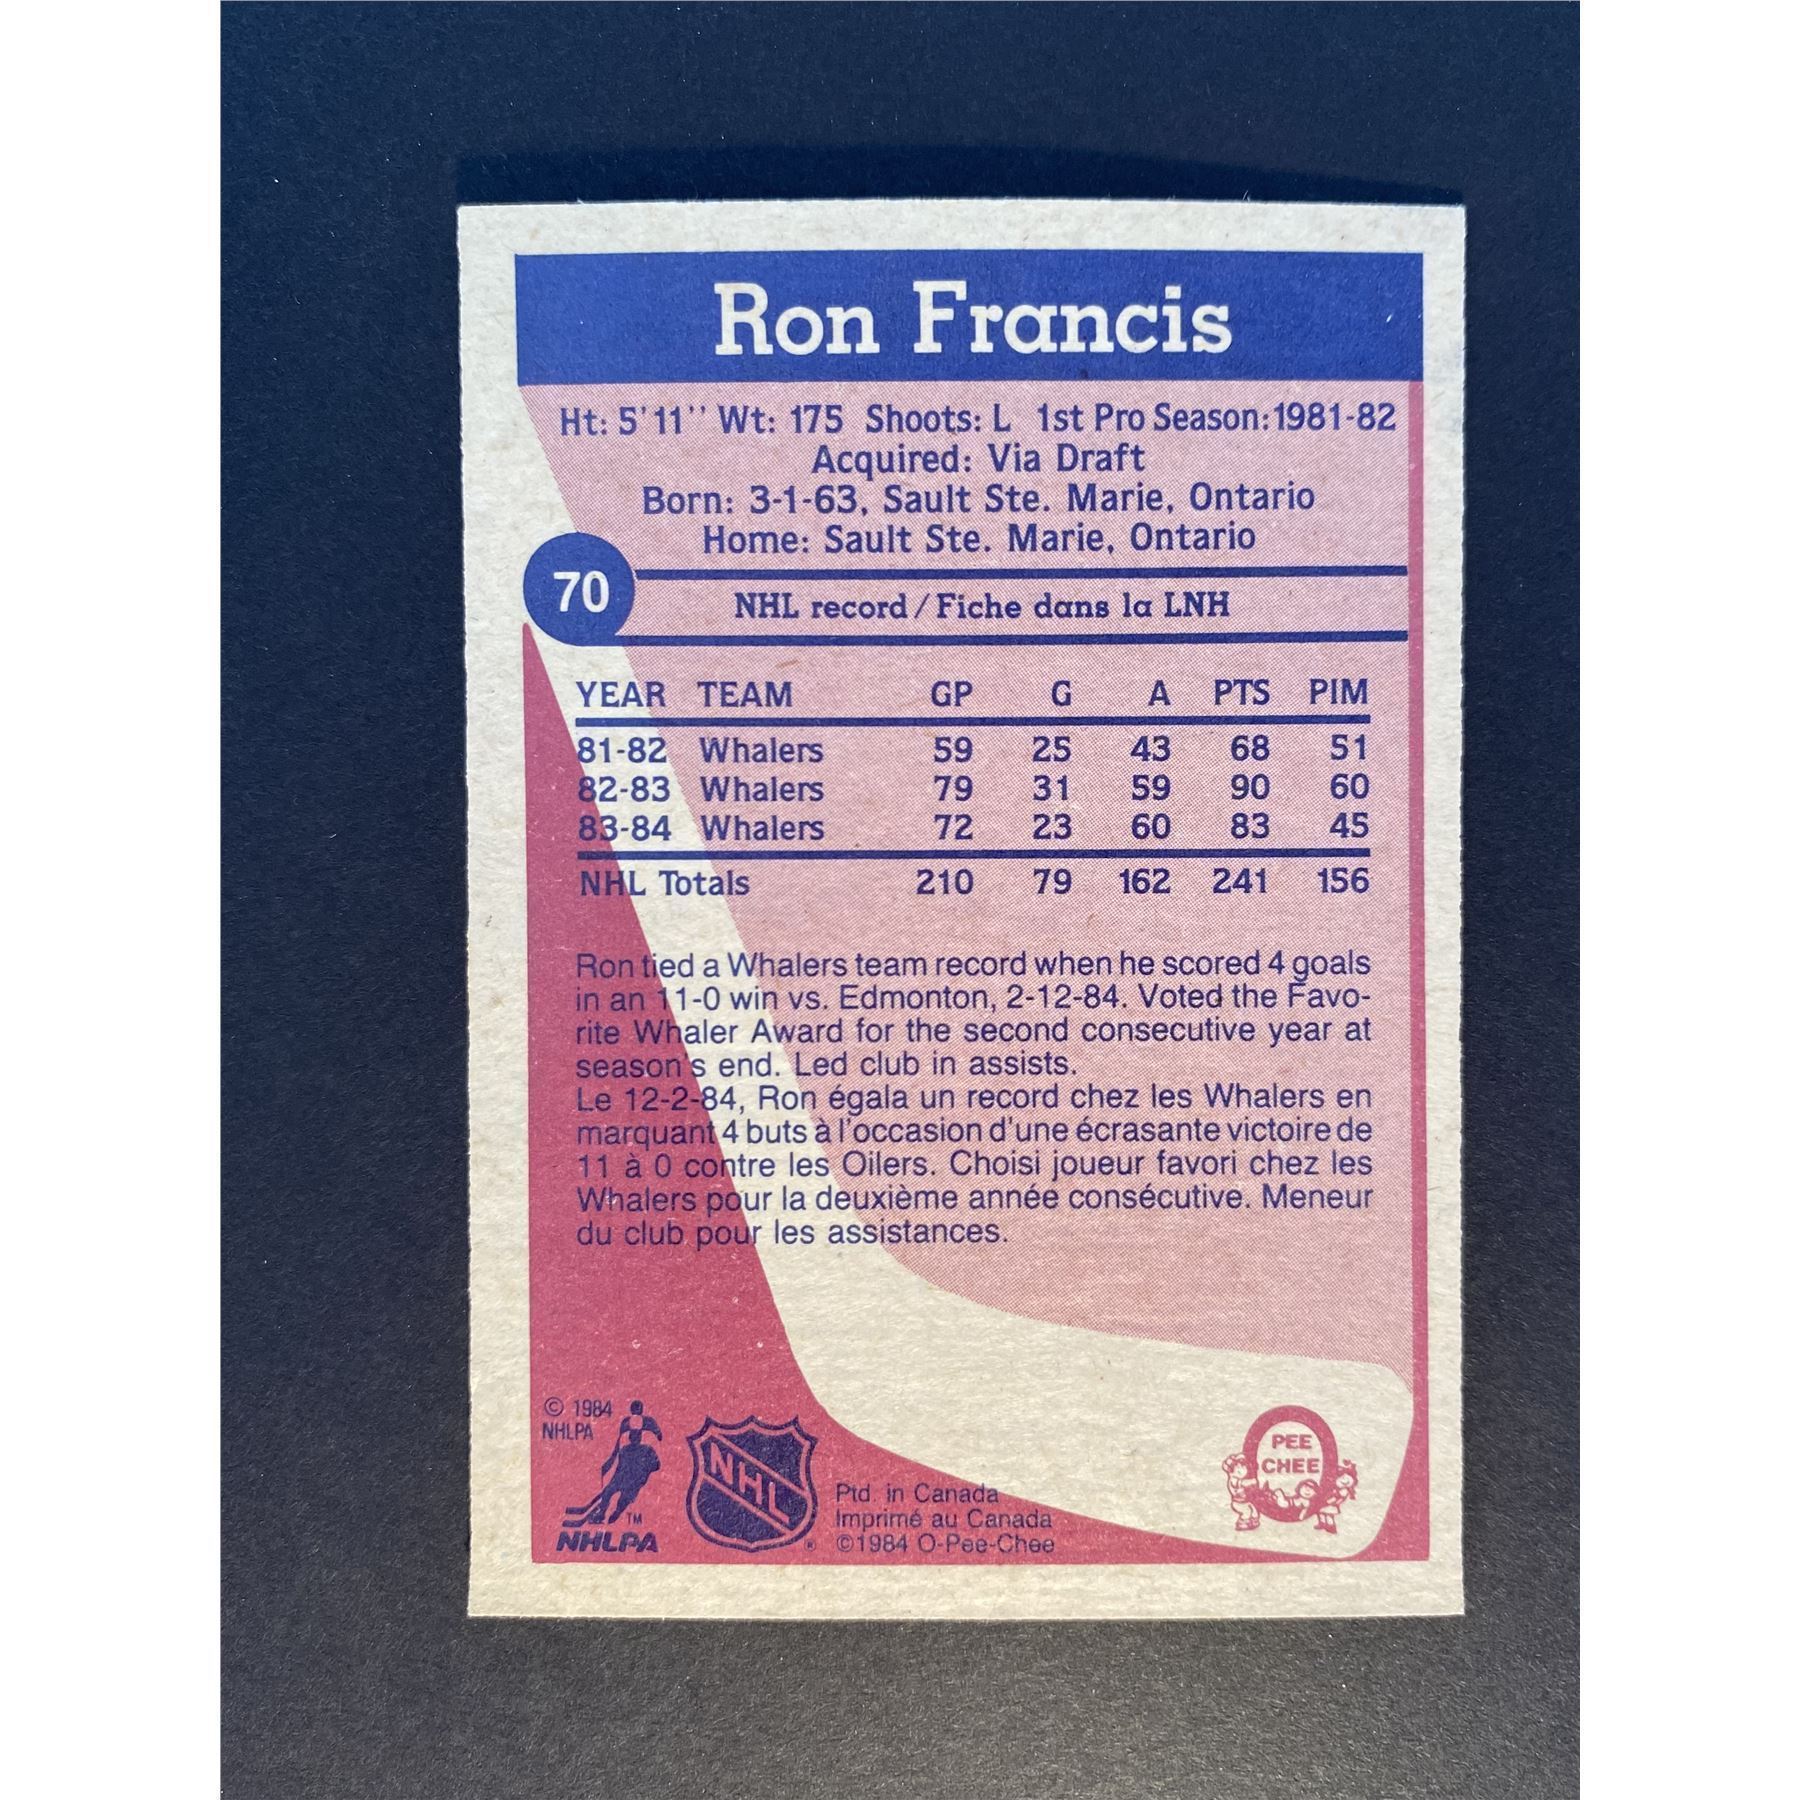 Ron Francis
Ht: 5'11'' Wt: 175 Shoots: L 1st Pro Season: 1981-82
Acquired: Via Draft
Born: 3-1-63, Sault Ste. Marie, Ontario
Home: Sault Ste. Marie, Ontario
70
NHL record / Fiche dans la LNH
YEAR TEAM GP G A PTS PIM
81-82 Whalers 59 25 43 68 51
82-83 Whalers 79 31 59 90 60
83-84 Whalers 72 23 60 83 45
NHL Totals 210 79 162 241 156
Ron tied a Whalers team record when he scored 4 goals
in an 11-0 win vs. Edmonton, 2-12-84. Voted the Favo-
rite Whaler Award for the second consecutive year at
season's end. Led club in assists.
Le 12-2-84, Ron égala un record chez les Whalers en
marquant 4 buts à l'occasion d'une écrasante victoire de
11 à 0 contre les Oilers. Choisi joueur favori chez les
Whalers pour la deuxième année consécutive. Meneur
du club pour les assistances.
© 1984
NHLPA
TM
NHLPA
NHL
®
Ptd. in Canada
Imprimé au Canada
©1984 O-Pee-Chee
PEE
CHEE